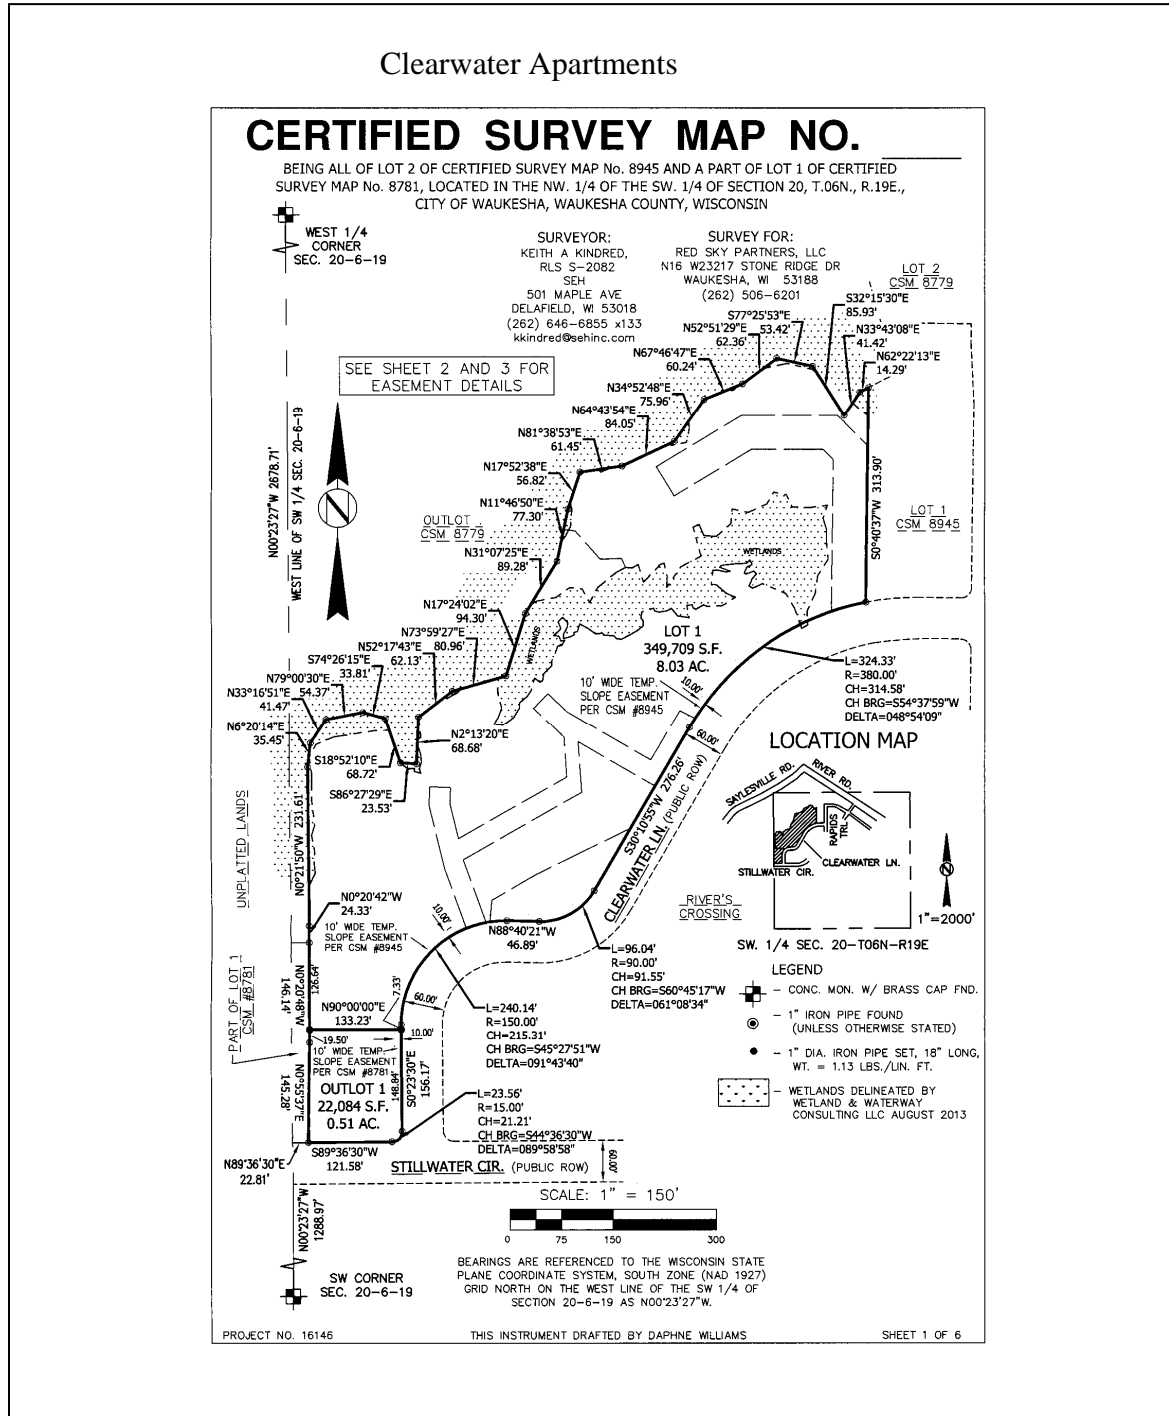 Clearwater Apartments
CERTIFIED SURVEY MAP NO.
BEING ALL OF LOT 2 OF CERTIFIED SURVEY MAP No. 8945 AND A PART OF LOT 1 OF CERTIFIED
SURVEY MAP No. 8781, LOCATED IN THE NW. 1/4 OF THE SW. 1/4 OF SECTION 20, T.06N., R.19E.,
CITY OF WAUKESHA, WAUKESHA COUNTY, WISCONSIN
WEST 1/4
CORNER
SEC. 20-6-19
SURVEYOR:
KEITH A KINDRED,
RLS S-2082
SEH
501 MAPLE AVE
DELAFIELD, WI 53018
(262) 646-6855 x133
kkindred@sehinc.com
SURVEY FOR:
RED SKY PARTNERS, LLC
N16 W23217 STONE RIDGE DR
WAUKESHA, WI 53188
(262) 506-6201
LOT 2
CSM 8779
S32°15'30"E
85.93'
S77°25'53"E
53.42'
N33°43'08"E
41.42'
N52°51'29"E
62.36'
N62°22'13"E
14.29'
N67°46'47"E
60.24'
SEE SHEET 2 AND 3 FOR
EASEMENT DETAILS
N34°52'48"E
75.96'
N64°43'54"E
84.05'
N81°38'53"E
61.45'
N17°52'38"E
56.82'
N11°46'50"E
77.30'
N00°23'27"W 2678.71'
WEST LINE OF SW 1/4 SEC. 20-6-19
OUTLOT 1
CSM 8779
S0°40'37"W 313.90'
LOT 1
CSM 8945
WETLANDS
N31°07'25"E
89.28'
N17°24'02"E
94.30'
N73°59'27"E
80.96'
N52°17'43"E
62.13'
S74°26'15"E
33.81'
N79°00'30"E
54.37'
N33°16'51"E
41.47'
N6°20'14"E
35.45'
WETLANDS
LOT 1
349,709 S.F.
8.03 AC.
L=324.33'
R=380.00'
CH=314.58'
CH BRG=S54°37'59"W
DELTA=048°54'09"
10' WIDE TEMP.
SLOPE EASEMENT
PER CSM #8945
10.00'
60.00'
N2°13'20"E
68.68'
S18°52'10"E
68.72'
S86°27'29"E
23.53'
LOCATION MAP
SAYLESVILLE RD.
RIVER RD.
RAPIDS
TRL
CLEARWATER LN.
STILLWATER CIR.
1"=2000'
SW. 1/4 SEC. 20-T06N-R19E
UNPLATTED LANDS
N0°21'50"W 231.61'
S30°10'55"W 276.26'
CLEARWATER LN. (PUBLIC ROW)
RIVER'S
CROSSING
N0°20'42"W
24.33'
10' WIDE TEMP.
SLOPE EASEMENT
PER CSM #8945
10.00'
N88°40'21"W
46.89'
L=96.04'
R=90.00'
CH=91.55'
CH BRG=S60°45'17"W
DELTA=061°08'34"
PART OF LOT 1
CSM #8781
N0°20'48"W
146.14'
126.64'
N90°00'00"E
133.23'
7.33'
60.00'
L=240.14'
R=150.00'
CH=215.31'
CH BRG=S45°27'51"W
DELTA=091°43'40"
19.50'
10' WIDE TEMP.
SLOPE EASEMENT
PER CSM #8781
10.00'
OUTLOT 1
22,084 S.F.
0.51 AC.
N0°55'37"E
145.28'
148.84'
S0°23'30"E
156.17'
L=23.56'
R=15.00'
CH=21.21'
CH BRG=S44°36'30"W
DELTA=089°58'58"
N89°36'30"E
22.81'
S89°36'30"W
121.58'
STILLWATER CIR. (PUBLIC ROW)
60.00'
LEGEND
- CONC. MON. W/ BRASS CAP FND.
- 1" IRON PIPE FOUND
(UNLESS OTHERWISE STATED)
- 1" DIA. IRON PIPE SET, 18" LONG,
WT. = 1.13 LBS./LIN. FT.
- WETLANDS DELINEATED BY
WETLAND & WATERWAY
CONSULTING LLC AUGUST 2013
N00°23'27"W
1288.97'
SCALE: 1" = 150'
0 75 150 300
SW CORNER
SEC. 20-6-19
BEARINGS ARE REFERENCED TO THE WISCONSIN STATE
PLANE COORDINATE SYSTEM, SOUTH ZONE (NAD 1927)
GRID NORTH ON THE WEST LINE OF THE SW 1/4 OF
SECTION 20-6-19 AS N00°23'27"W.
PROJECT NO. 16146
THIS INSTRUMENT DRAFTED BY DAPHNE WILLIAMS
SHEET 1 OF 6